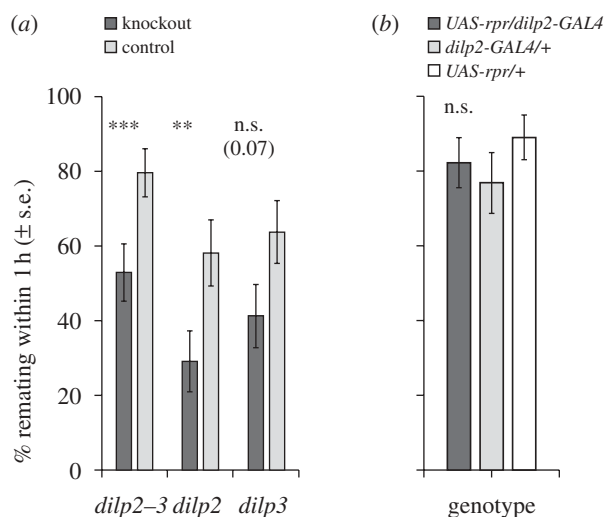 (a)
knockout
control
% remating within 1 h (± s.e.)
100
80
60
40
20
0
***
**
n.s.
(0.07)
dilp2–3
dilp2
dilp3
(b)
UAS-rpr/dilp2-GAL4
dilp2-GAL4/+
UAS-rpr/+
n.s.
genotype